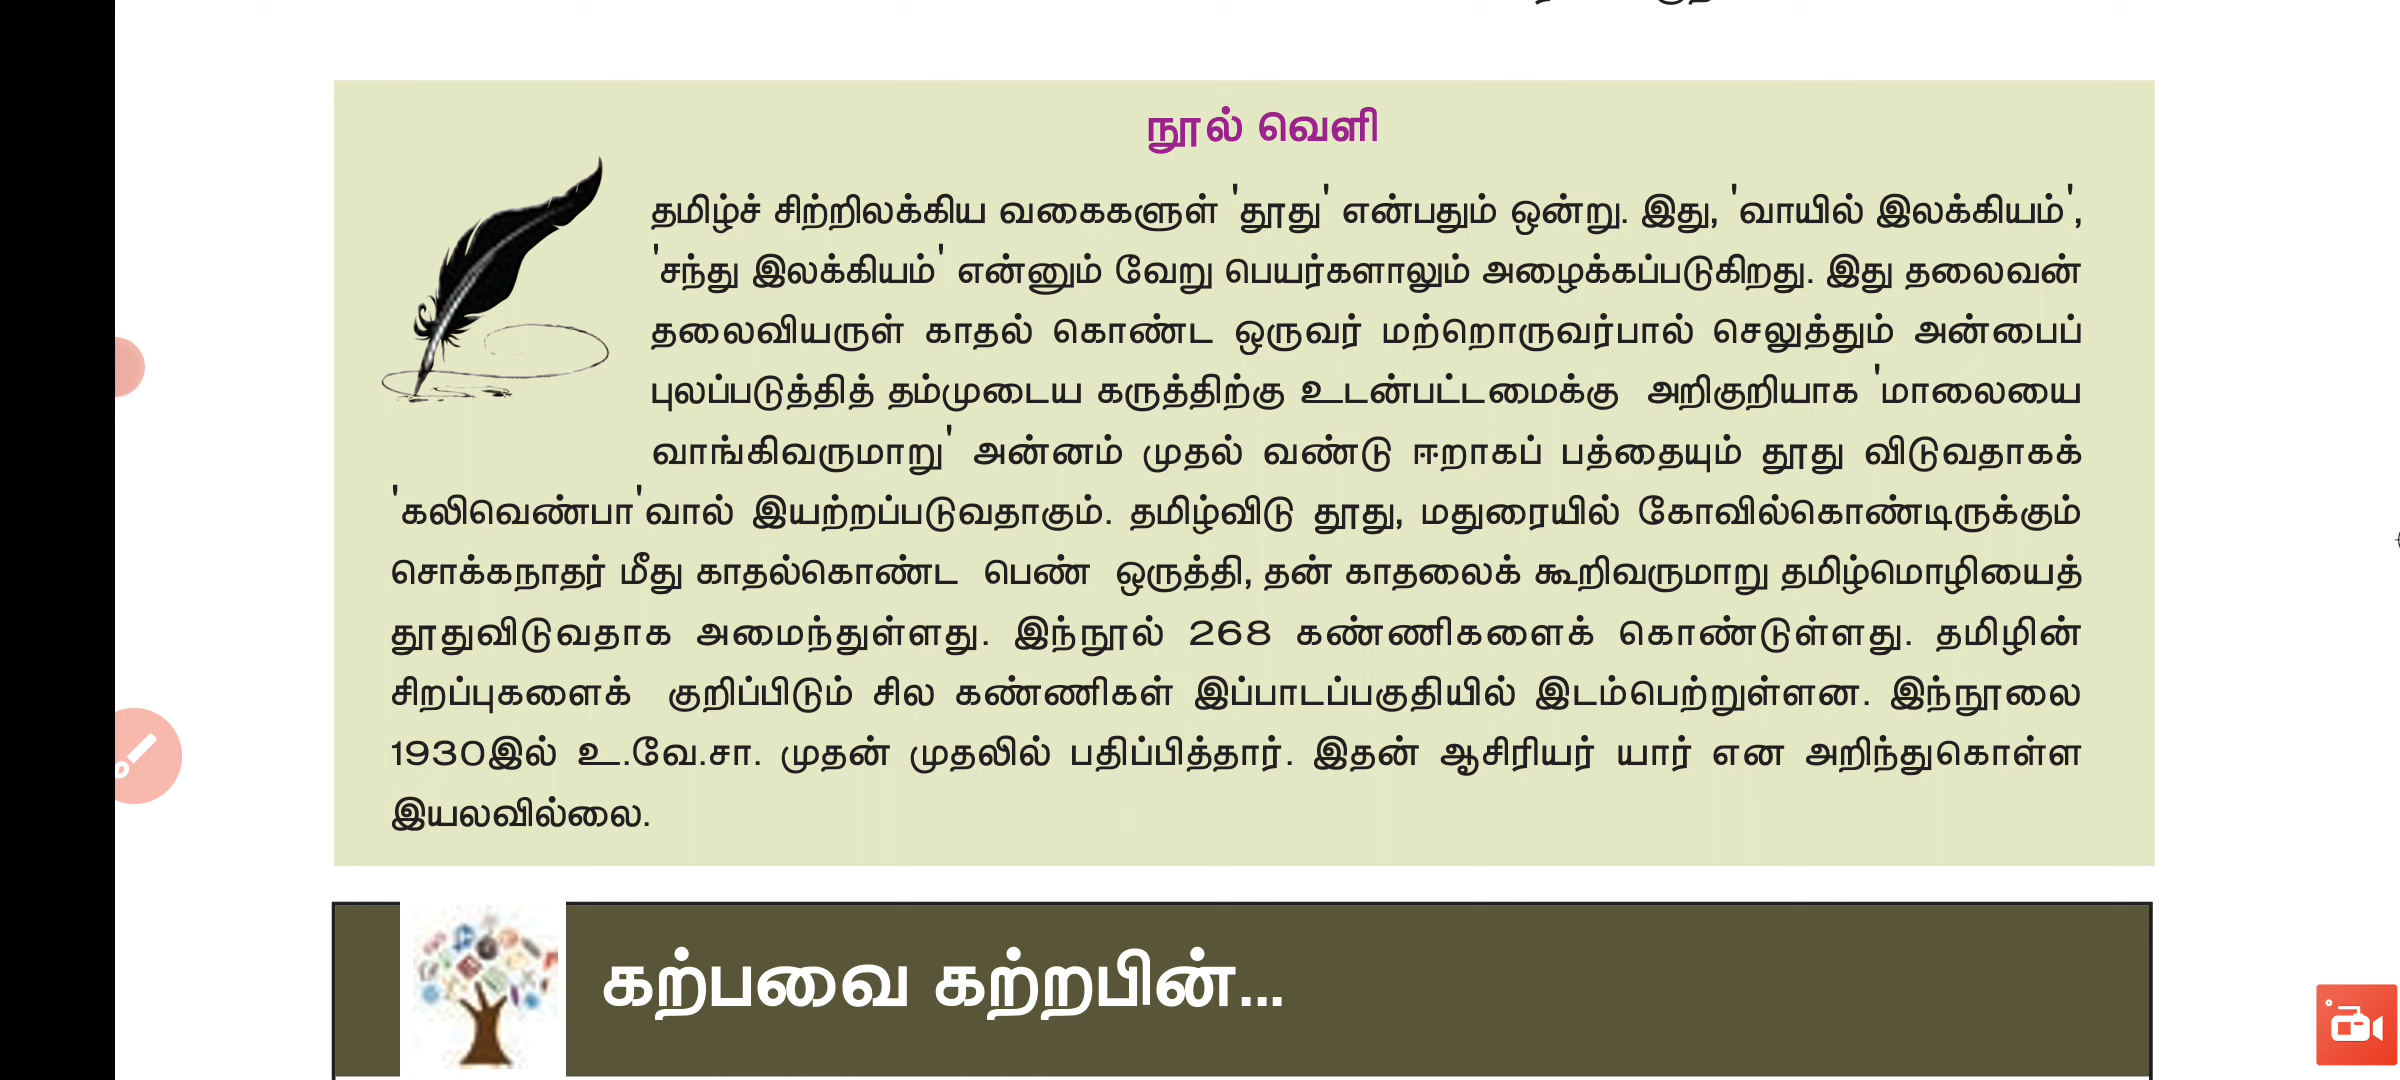 நூல் வெளி
தமிழ்ச் சிற்றிலக்கிய வகைகளுள் 'தூது' என்பதும் ஒன்று. இது, 'வாயில் இலக்கியம்',
'சந்து இலக்கியம்' என்னும் வேறு பெயர்களாலும் அழைக்கப்படுகிறது. இது தலைவன்
தலைவியருள் காதல் கொண்ட ஒருவர் மற்றொருவர்பால் செலுத்தும் அன்பைப்
புலப்படுத்தித் தம்முடைய கருத்திற்கு உடன்பட்டமைக்கு அறிகுறியாக 'மாலையை
வாங்கிவருமாறு' அன்னம் முதல் வண்டு ஈறாகப் பத்தையும் தூது விடுவதாகக்
'கலிவெண்பா'வால் இயற்றப்படுவதாகும். தமிழ்விடு தூது, மதுரையில் கோவில்கொண்டிருக்கும்
சொக்கநாதர் மீது காதல்கொண்ட பெண் ஒருத்தி, தன் காதலைக் கூறிவருமாறு தமிழ்மொழியைத்
தூதுவிடுவதாக அமைந்துள்ளது. இந்நூல் 268 கண்ணிகளைக் கொண்டுள்ளது. தமிழின்
சிறப்புகளைக் குறிப்பிடும் சில கண்ணிகள் இப்பாடப்பகுதியில் இடம்பெற்றுள்ளன. இந்நூலை
1930இல் உ.வே.சா. முதன் முதலில் பதிப்பித்தார். இதன் ஆசிரியர் யார் என அறிந்துகொள்ள
இயலவில்லை.
கற்பவை கற்றபின்...